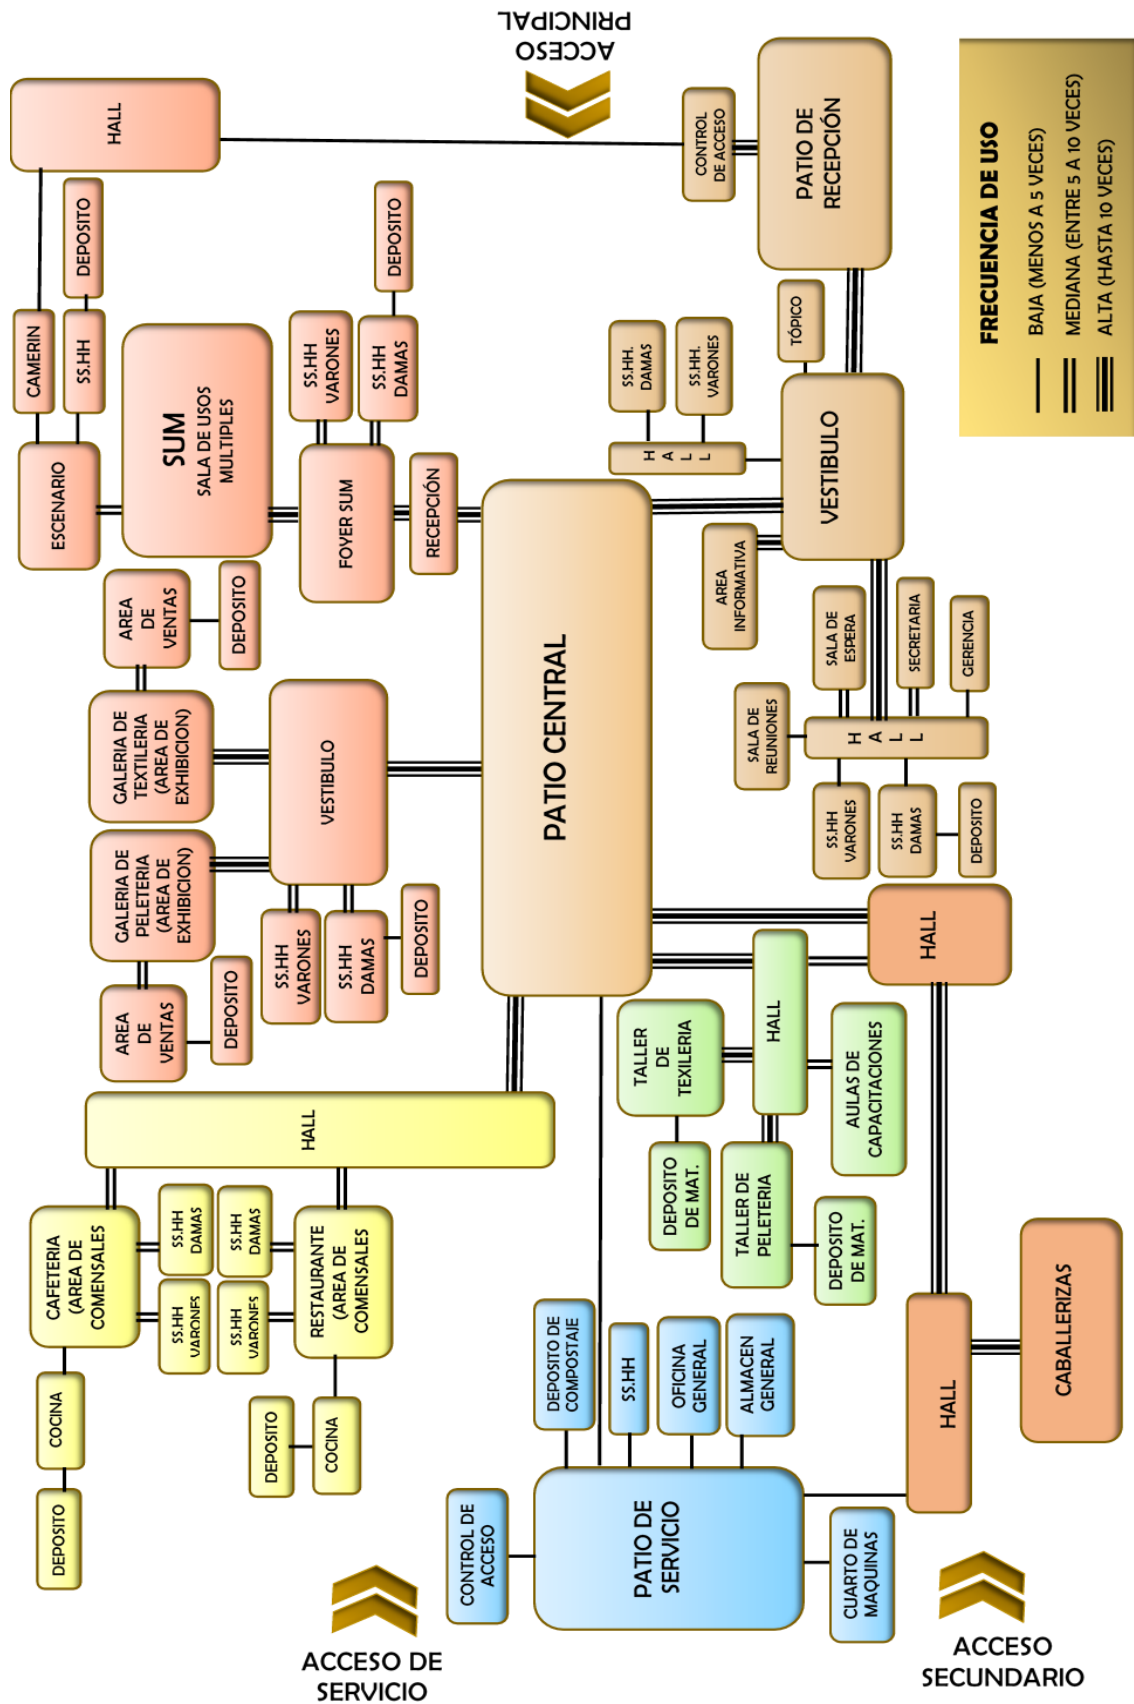 ACCESO
PRINCIPAL
HALL
CONTROL
DE ACCESO
PATIO DE
RECEPCIÓN
FRECUENCIA DE USO
BAJA (MENOS A 5 VECES)
MEDIANA (ENTRE 5 A 10 VECES)
ALTA (HASTA 10 VECES)
CAMERIN
SS.HH
DEPOSITO
ESCENARIO
SUM
SALA DE USOS
MULTIPLES
SS.HH
VARONES
SS.HH
DAMAS
DEPOSITO
FOYER SUM
RECEPCIÓN
SS.HH.
DAMAS
SS.HH.
VARONES
HALL
TÓPICO
VESTIBULO
AREA
INFORMATIVA
PATIO CENTRAL
AREA
DE
VENTAS
DEPOSITO
GALERIA DE
TEXTILERIA
(AREA DE
EXHIBICION)
VESTIBULO
GALERIA DE
PELETERIA
(AREA DE
EXHIBICION)
AREA
DE
VENTAS
DEPOSITO
SS.HH
VARONES
SS.HH
DAMAS
DEPOSITO
SALA DE
ESPERA
SECRETARIA
GERENCIA
SALA DE
REUNIONES
HALL
SS.HH
VARONES
SS.HH
DAMAS
DEPOSITO
HALL
HALL
TALLER
DE
TEXILERIA
HALL
DEPOSITO
DE MAT.
TALLER DE
PELETERIA
AULAS DE
CAPACITACIONES
DEPOSITO
DE MAT.
CAFETERIA
(AREA DE
COMENSALES
SS.HH
DAMAS
SS.HH
DAMAS
SS.HH
VARONES
SS.HH
VARONES
RESTAURANTE
(AREA DE
COMENSALES
COCINA
DEPOSITO
DEPOSITO
COCINA
DEPOSITO DE
COMPOSTAJE
SS.HH
OFICINA
GENERAL
ALMACEN
GENERAL
CONTROL DE
ACCESO
PATIO DE
SERVICIO
CUARTO DE
MAQUINAS
HALL
CABALLERIZAS
ACCESO DE
SERVICIO
ACCESO
SECUNDARIO